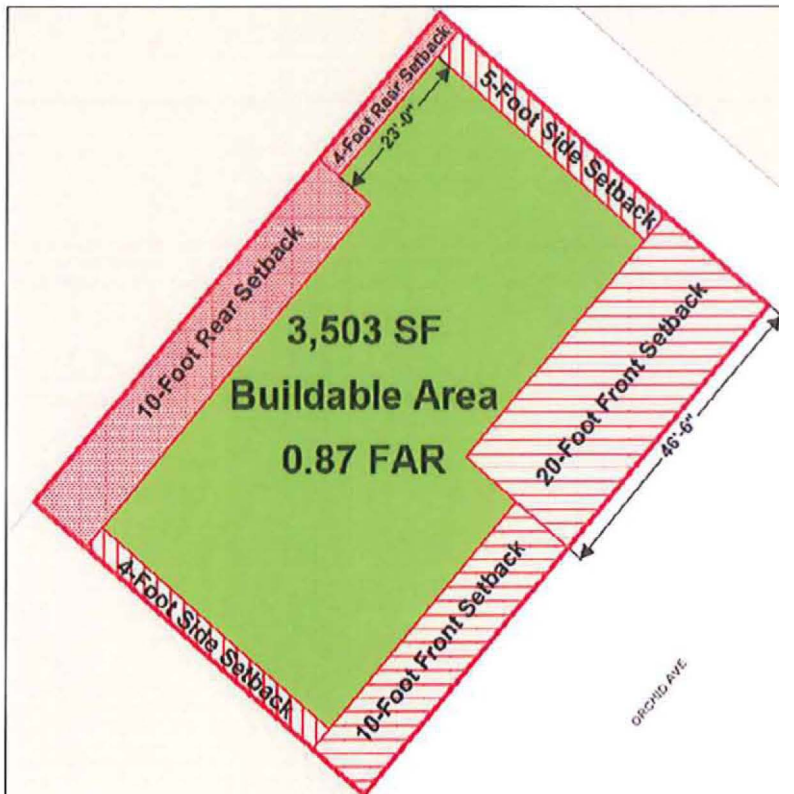 4-Foot Rear Setback
5-Foot Side Setback
23'-0"
10-Foot Rear Setback
3,503 SF
Buildable Area
0.87 FAR
20-Foot Front Setback
46'-6"
4-Foot Side Setback
10-Foot Front Setback
ORCHID AVE